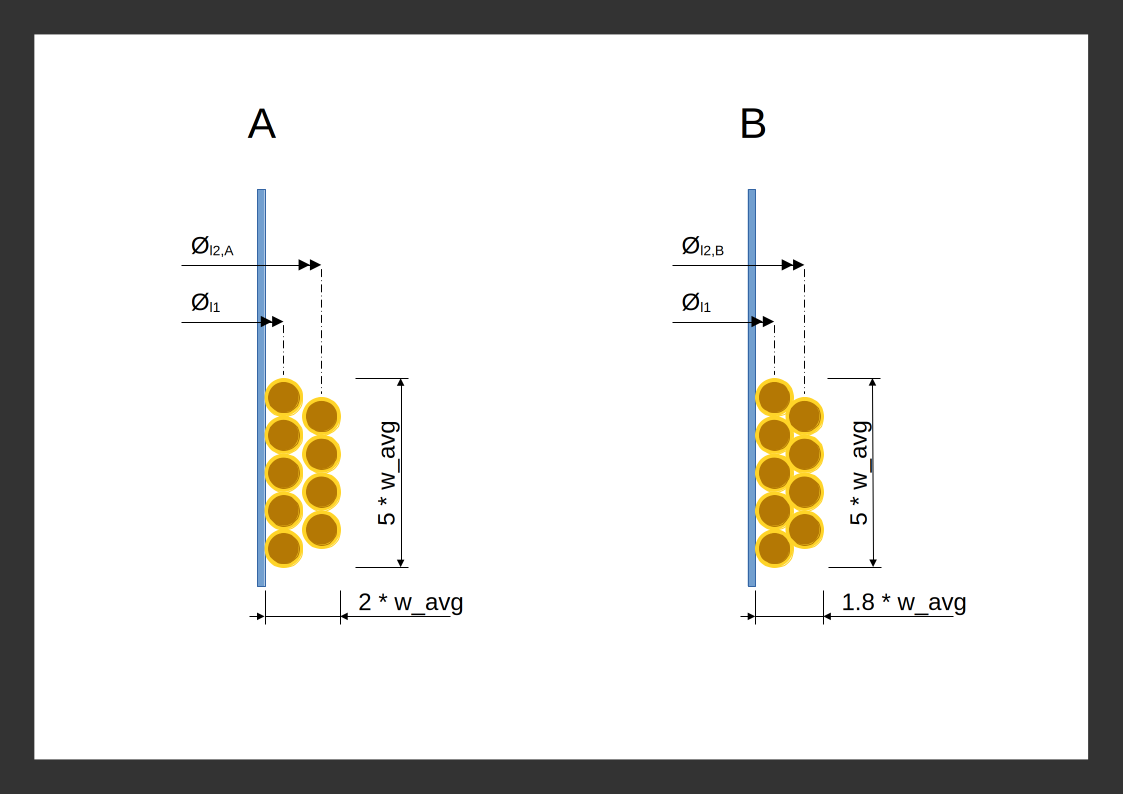 A
B
Øl2,A
Øl2,B
Øl1
Øl1
5 * w_avg
5 * w_avg
2 * w_avg
1.8 * w_avg